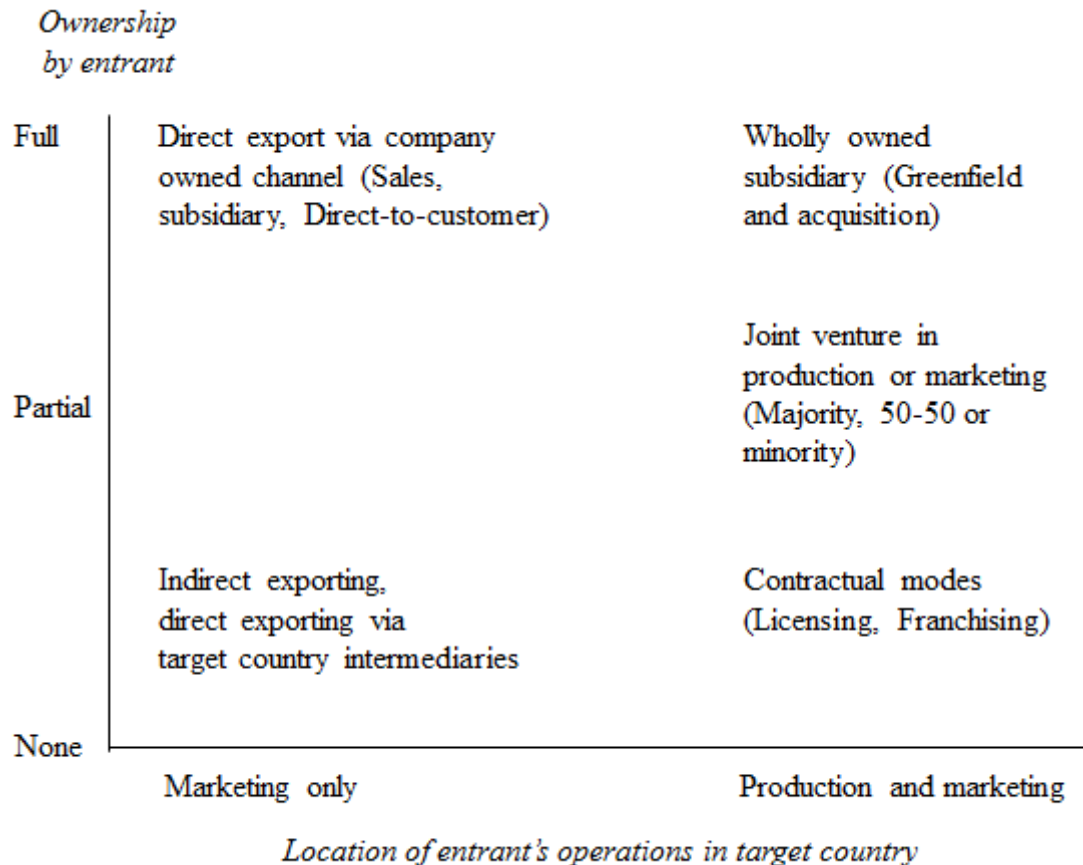 Ownership
by entrant
Full
Direct export via company
owned channel (Sales,
subsidiary, Direct-to-customer)
Wholly owned
subsidiary (Greenfield
and acquisition)
Partial
Joint venture in
production or marketing
(Majority, 50-50 or
minority)
Indirect exporting,
direct exporting via
target country intermediaries
Contractual modes
(Licensing, Franchising)
None
Marketing only
Production and marketing
Location of entrant's operations in target country